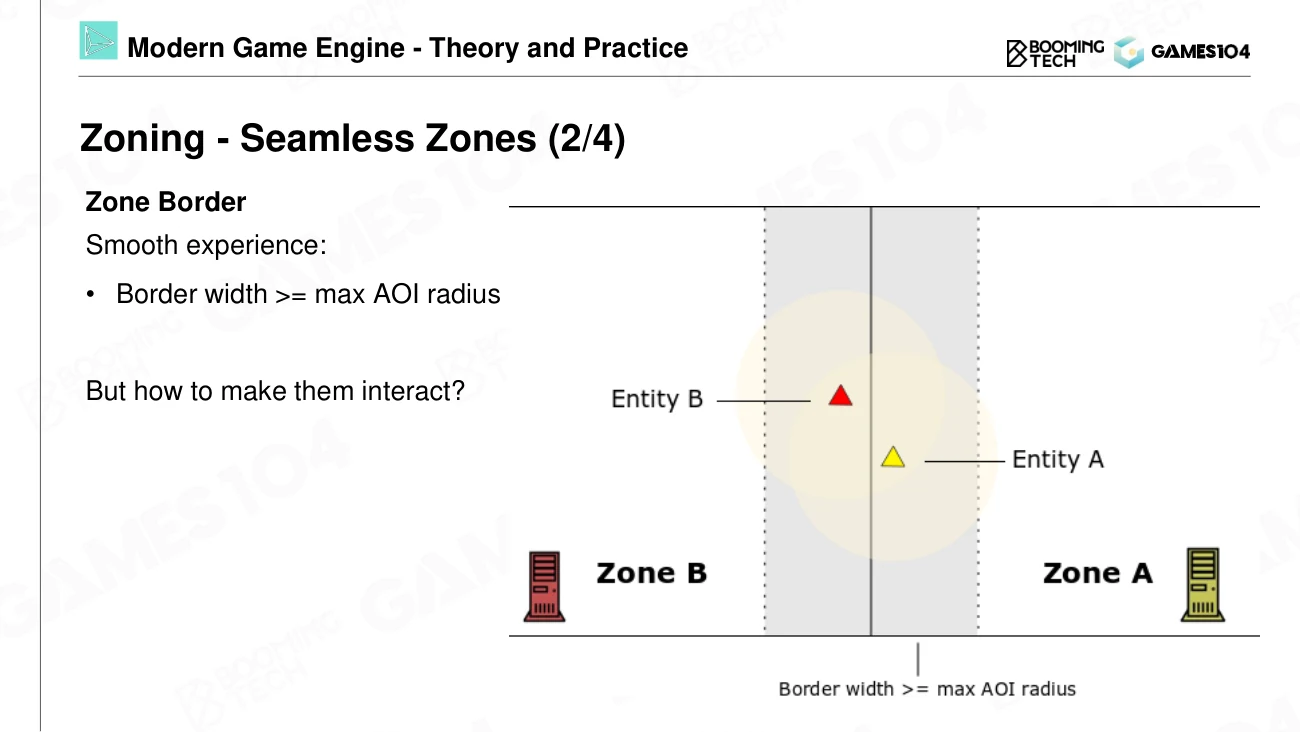 Modern Game Engine - Theory and Practice
BOOMING
TECH
GAMES104
Zoning - Seamless Zones (2/4)
Zone Border
Smooth experience:
• Border width >= max AOI radius
But how to make them interact?
Entity B
Entity A
Zone B
Zone A
Border width >= max AOI radius